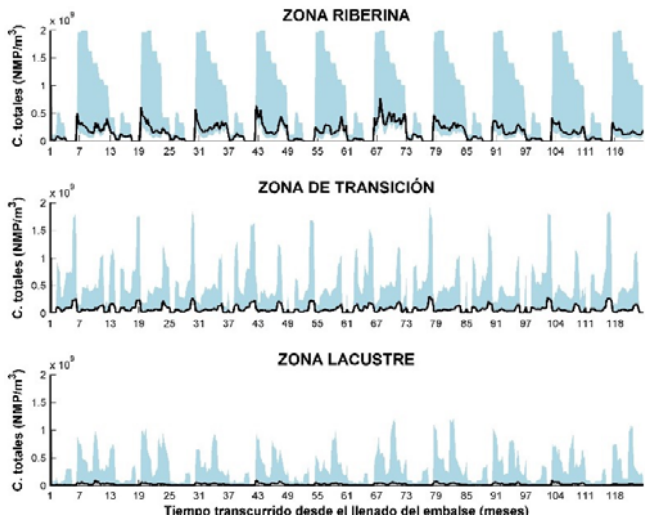 ZONA RIBERINA
x 10⁹
C. totales (NMP/m³)
2
1.5
1
0.5
0
1 7 13 19 25 31 37 43 49 55 61 67 73 79 85 91 97 104 111 118
ZONA DE TRANSICIÓN
x 10⁹
C. totales (NMP/m³)
2
1.5
1
0.5
0
1 7 13 19 25 31 37 43 49 55 61 67 73 79 85 91 97 104 111 118
ZONA LACUSTRE
x 10⁹
C. totales (NMP/m³)
2
1.5
1
0.5
0
1 7 13 19 25 31 37 43 49 55 61 67 73 79 85 91 97 104 111 118
Tiempo transcurrido desde el llenado del embalse (meses)